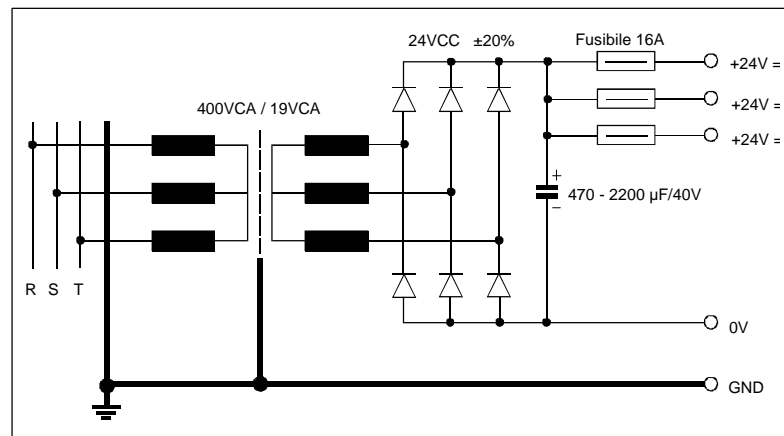 24VCC ±20%
Fusibile 16A
+24V =
400VCA / 19VCA
+24V =
+24V =
+
470 - 2200 µF/40V
−
R S T
0V
GND